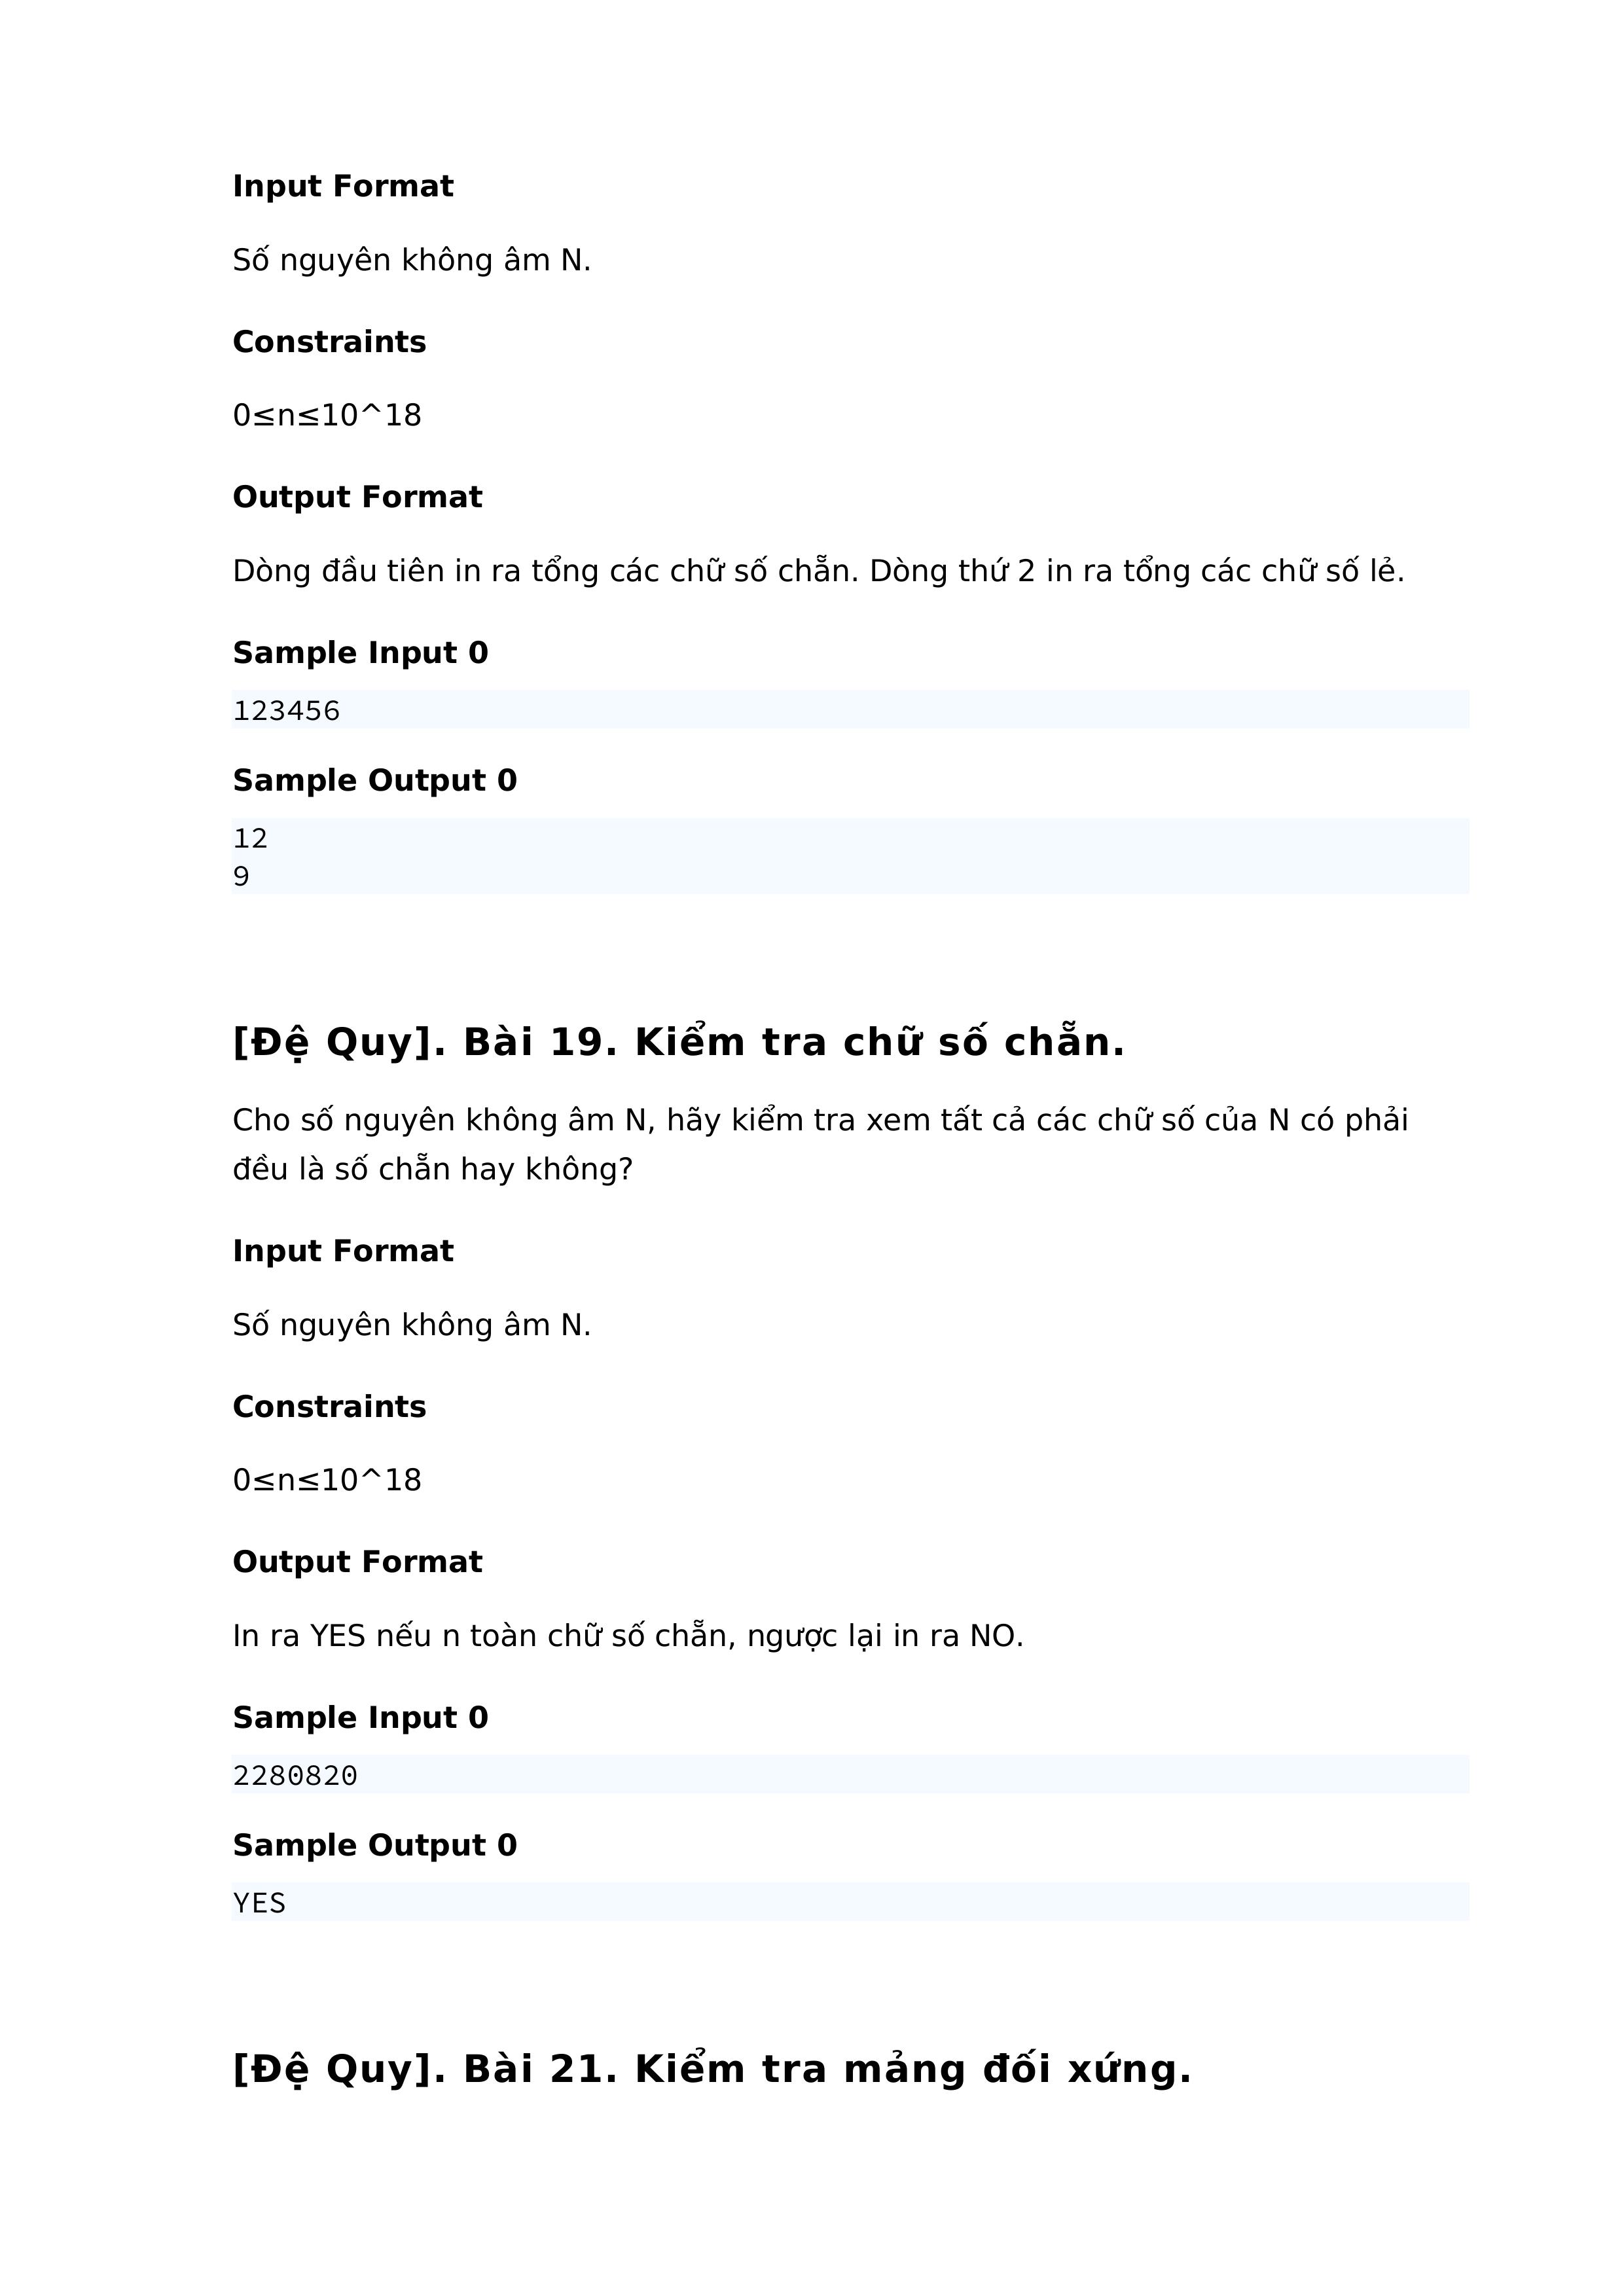 Input Format
Số nguyên không âm N.
Constraints
0≤n≤10^18
Output Format
Dòng đầu tiên in ra tổng các chữ số chẵn. Dòng thứ 2 in ra tổng các chữ số lẻ.
Sample Input 0
123456
Sample Output 0
12
9
[Đệ Quy]. Bài 19. Kiểm tra chữ số chẵn.
Cho số nguyên không âm N, hãy kiểm tra xem tất cả các chữ số của N có phải
đều là số chẵn hay không?
Input Format
Số nguyên không âm N.
Constraints
0≤n≤10^18
Output Format
In ra YES nếu n toàn chữ số chẵn, ngược lại in ra NO.
Sample Input 0
2280820
Sample Output 0
YES
[Đệ Quy]. Bài 21. Kiểm tra mảng đối xứng.